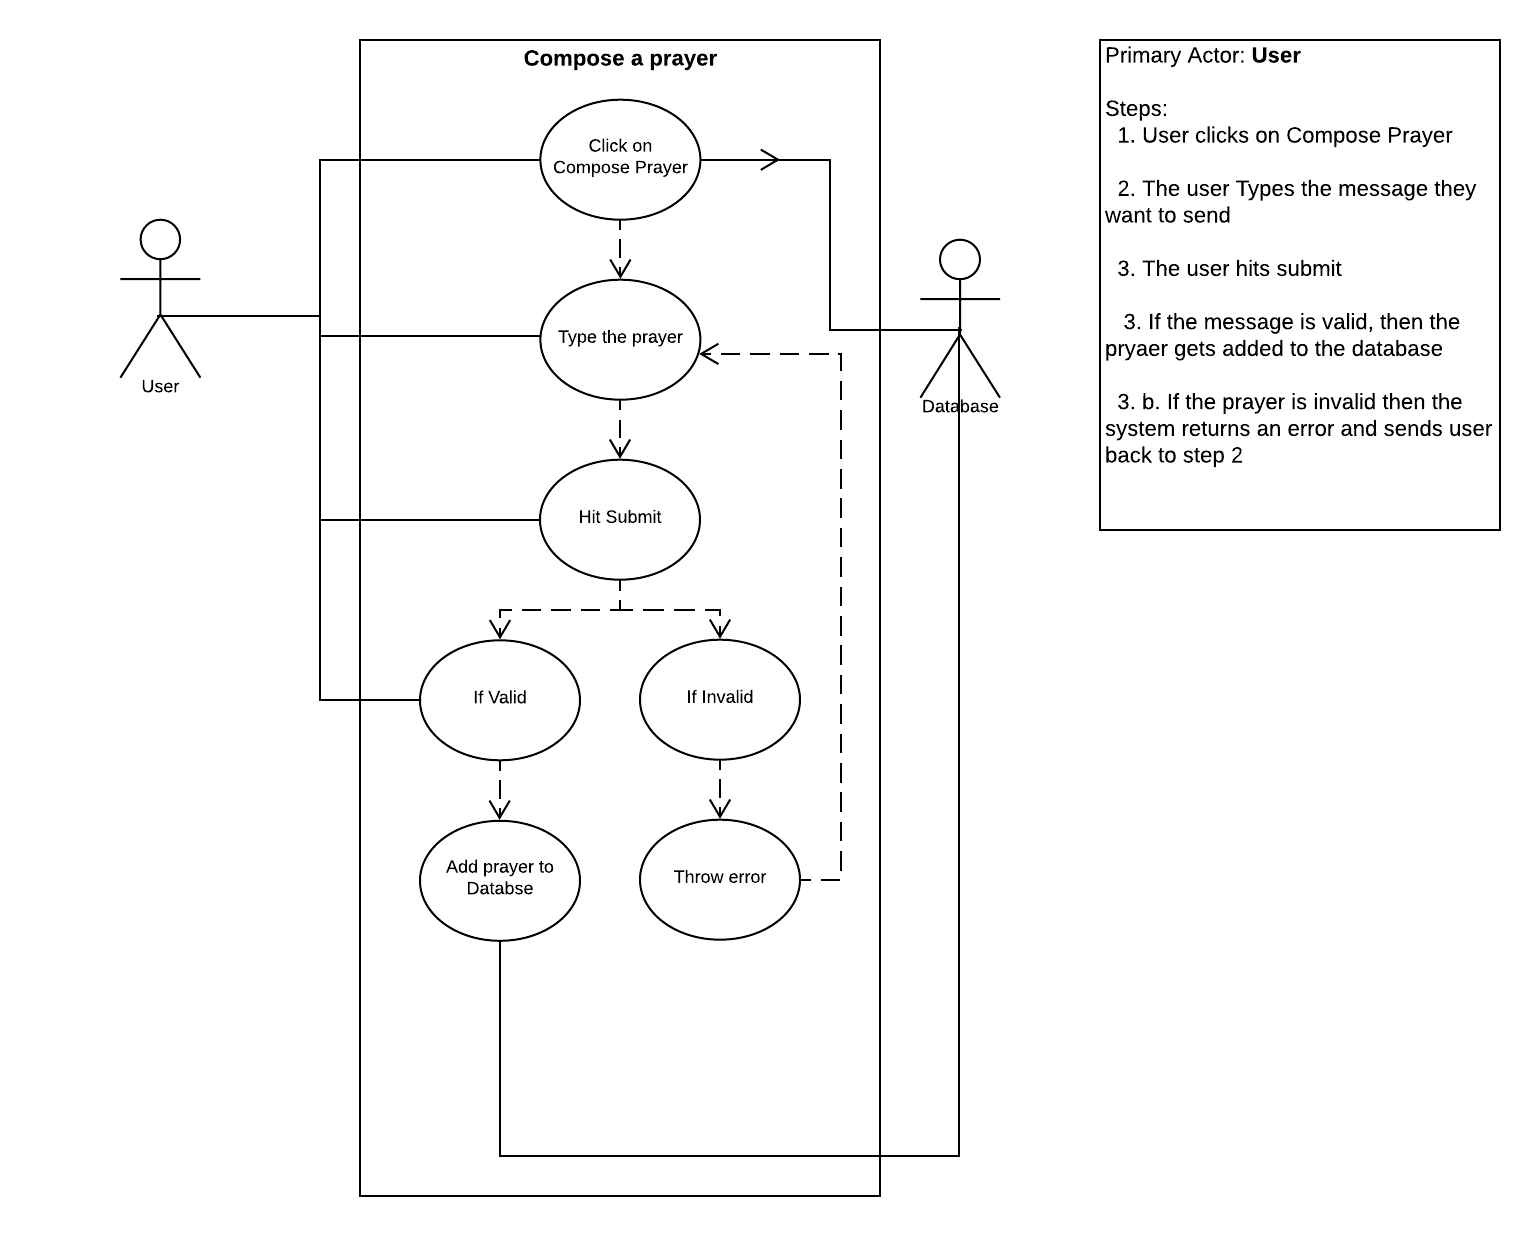 Compose a prayer
Click on
Compose Prayer
Type the prayer
Hit Submit
If Valid
If Invalid
Add prayer to
Databse
Throw error
User
Database
Primary Actor: User
Steps:
1. User clicks on Compose Prayer
2. The user Types the message they
want to send
3. The user hits submit
3. If the message is valid, then the
pryaer gets added to the database
3. b. If the prayer is invalid then the
system returns an error and sends user
back to step 2